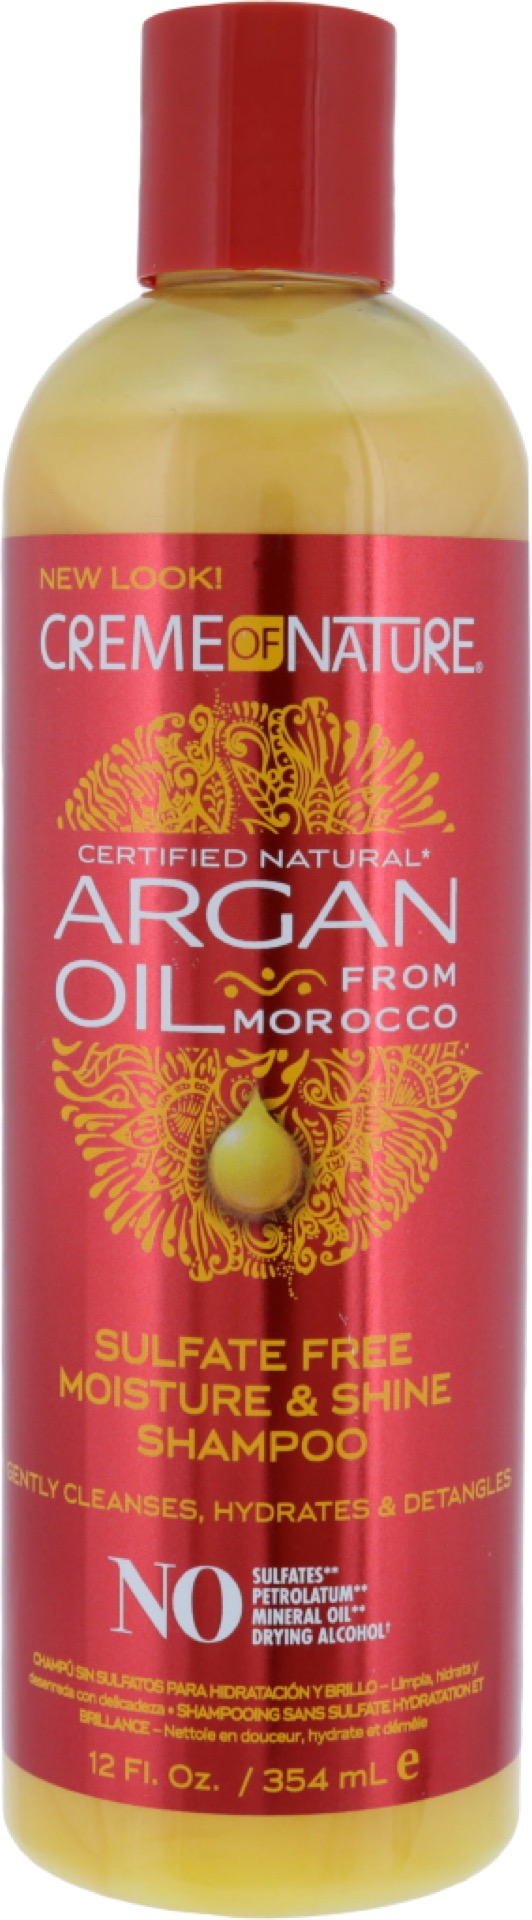 NEW LOOK!
CREME OF NATURE®
CERTIFIED NATURAL*
ARGAN
OIL FROM
MOROCCO
SULFATE FREE
MOISTURE & SHINE
SHAMPOO
GENTLY CLEANSES, HYDRATES & DETANGLES
NO SULFATES**
PETROLATUM**
MINERAL OIL**
DRYING ALCOHOL†
CHAMPÚ SIN SULFATOS PARA HIDRATACIÓN Y BRILLO – Limpia, hidrata y
desenreda con delicadeza • SHAMPOOING SANS SULFATE HYDRATATION ET
BRILLANCE – Nettoie en douceur, hydrate et démêle
12 Fl. Oz. / 354 mL ℮